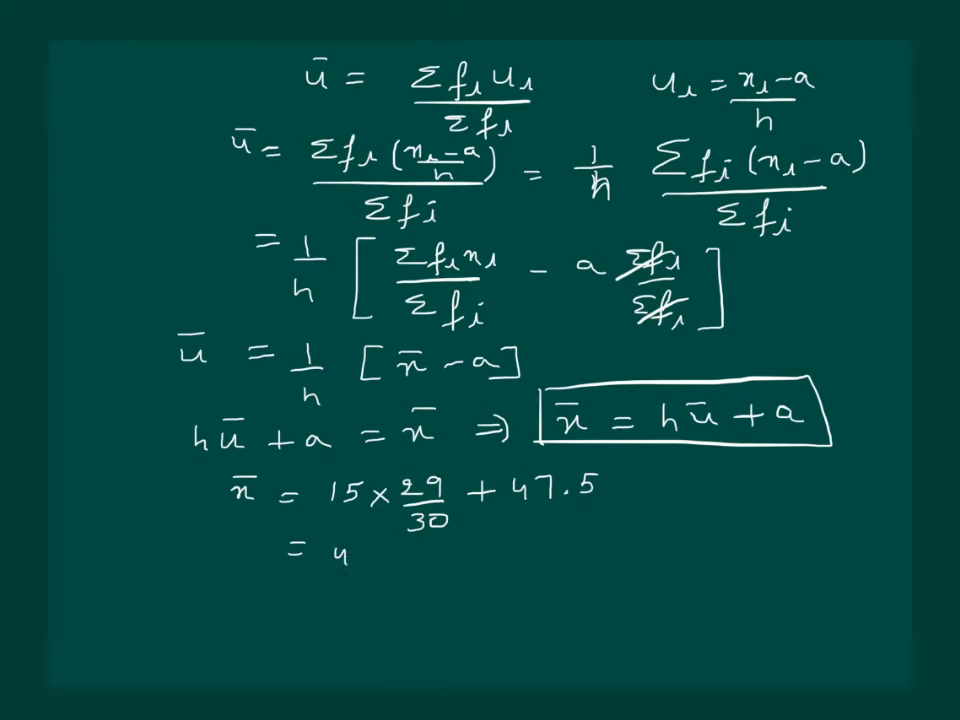 ū = Σfᵢuᵢ / Σfᵢ    uᵢ = (xᵢ - a) / h
ū = Σfᵢ((xᵢ - a)/h) / Σfᵢ = 1/h Σfᵢ(xᵢ - a) / Σfᵢ
= 1/h [Σfᵢxᵢ / Σfᵢ - a Σfᵢ / Σfᵢ]
ū = 1/h [x̄ - a]
hū + a = x̄ ⇒ x̄ = hū + a
x̄ = 15 × 29/30 + 47.5
= 4